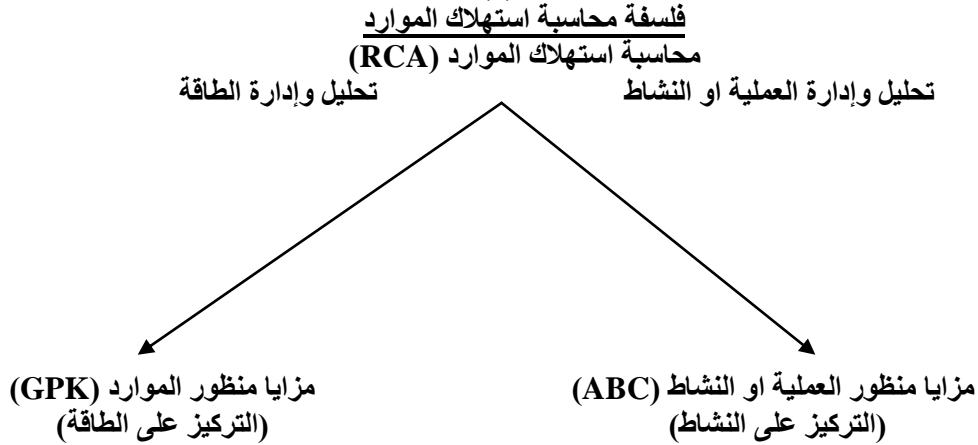 فلسفة محاسبة استهلاك الموارد
محاسبة استهلاك الموارد (RCA)
تحليل وإدارة العملية او النشاط
تحليل وإدارة الطاقة
مزايا منظور العملية او النشاط (ABC)
(التركيز على النشاط)
مزايا منظور الموارد (GPK)
(التركيز على الطاقة)